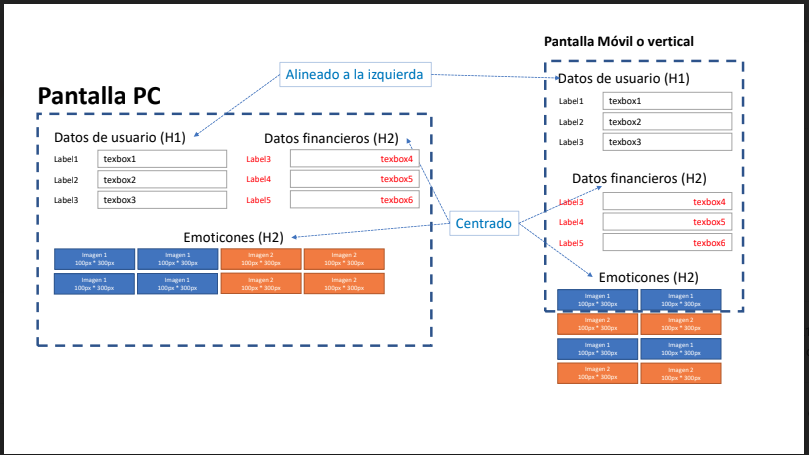 Pantalla Móvil o vertical
Alineado a la izquierda
Pantalla PC
Datos de usuario (H1)
Datos financieros (H2)
Label1 texbox1 Label3 texbox4
Label2 texbox2 Label4 texbox5
Label3 texbox3 Label5 texbox6
Emoticones (H2)
Imagen 1 Imagen 1 Imagen 2 Imagen 2
100px * 300px 100px * 300px 100px * 300px 100px * 300px
Imagen 1 Imagen 1 Imagen 2 Imagen 2
100px * 300px 100px * 300px 100px * 300px 100px * 300px
Centrado
Datos de usuario (H1)
Label1 texbox1
Label2 texbox2
Label3 texbox3
Datos financieros (H2)
Label3 texbox4
Label4 texbox5
Label5 texbox6
Emoticones (H2)
Imagen 1 Imagen 1
100px * 300px 100px * 300px
Imagen 2 Imagen 2
100px * 300px 100px * 300px
Imagen 1 Imagen 1
100px * 300px 100px * 300px
Imagen 2 Imagen 2
100px * 300px 100px * 300px